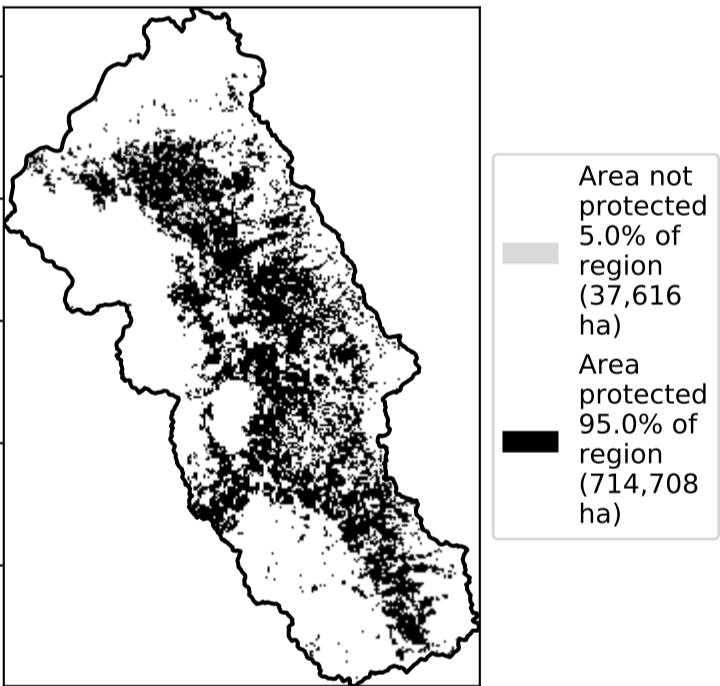 Area not
protected
5.0% of
region
(37,616
ha)
Area
protected
95.0% of
region
(714,708
ha)